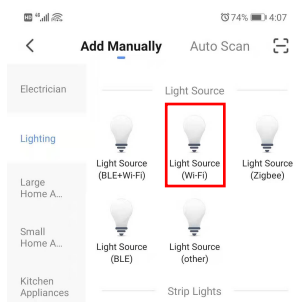 74% 4:07
Add Manually Auto Scan
Electrician
Light Source
Lighting
Light Source (BLE+Wi-Fi)
Light Source (Wi-Fi)
Light Source (Zigbee)
Large Home A...
Small Home A...
Light Source (BLE)
Light Source (other)
Kitchen Appliances
Strip Lights